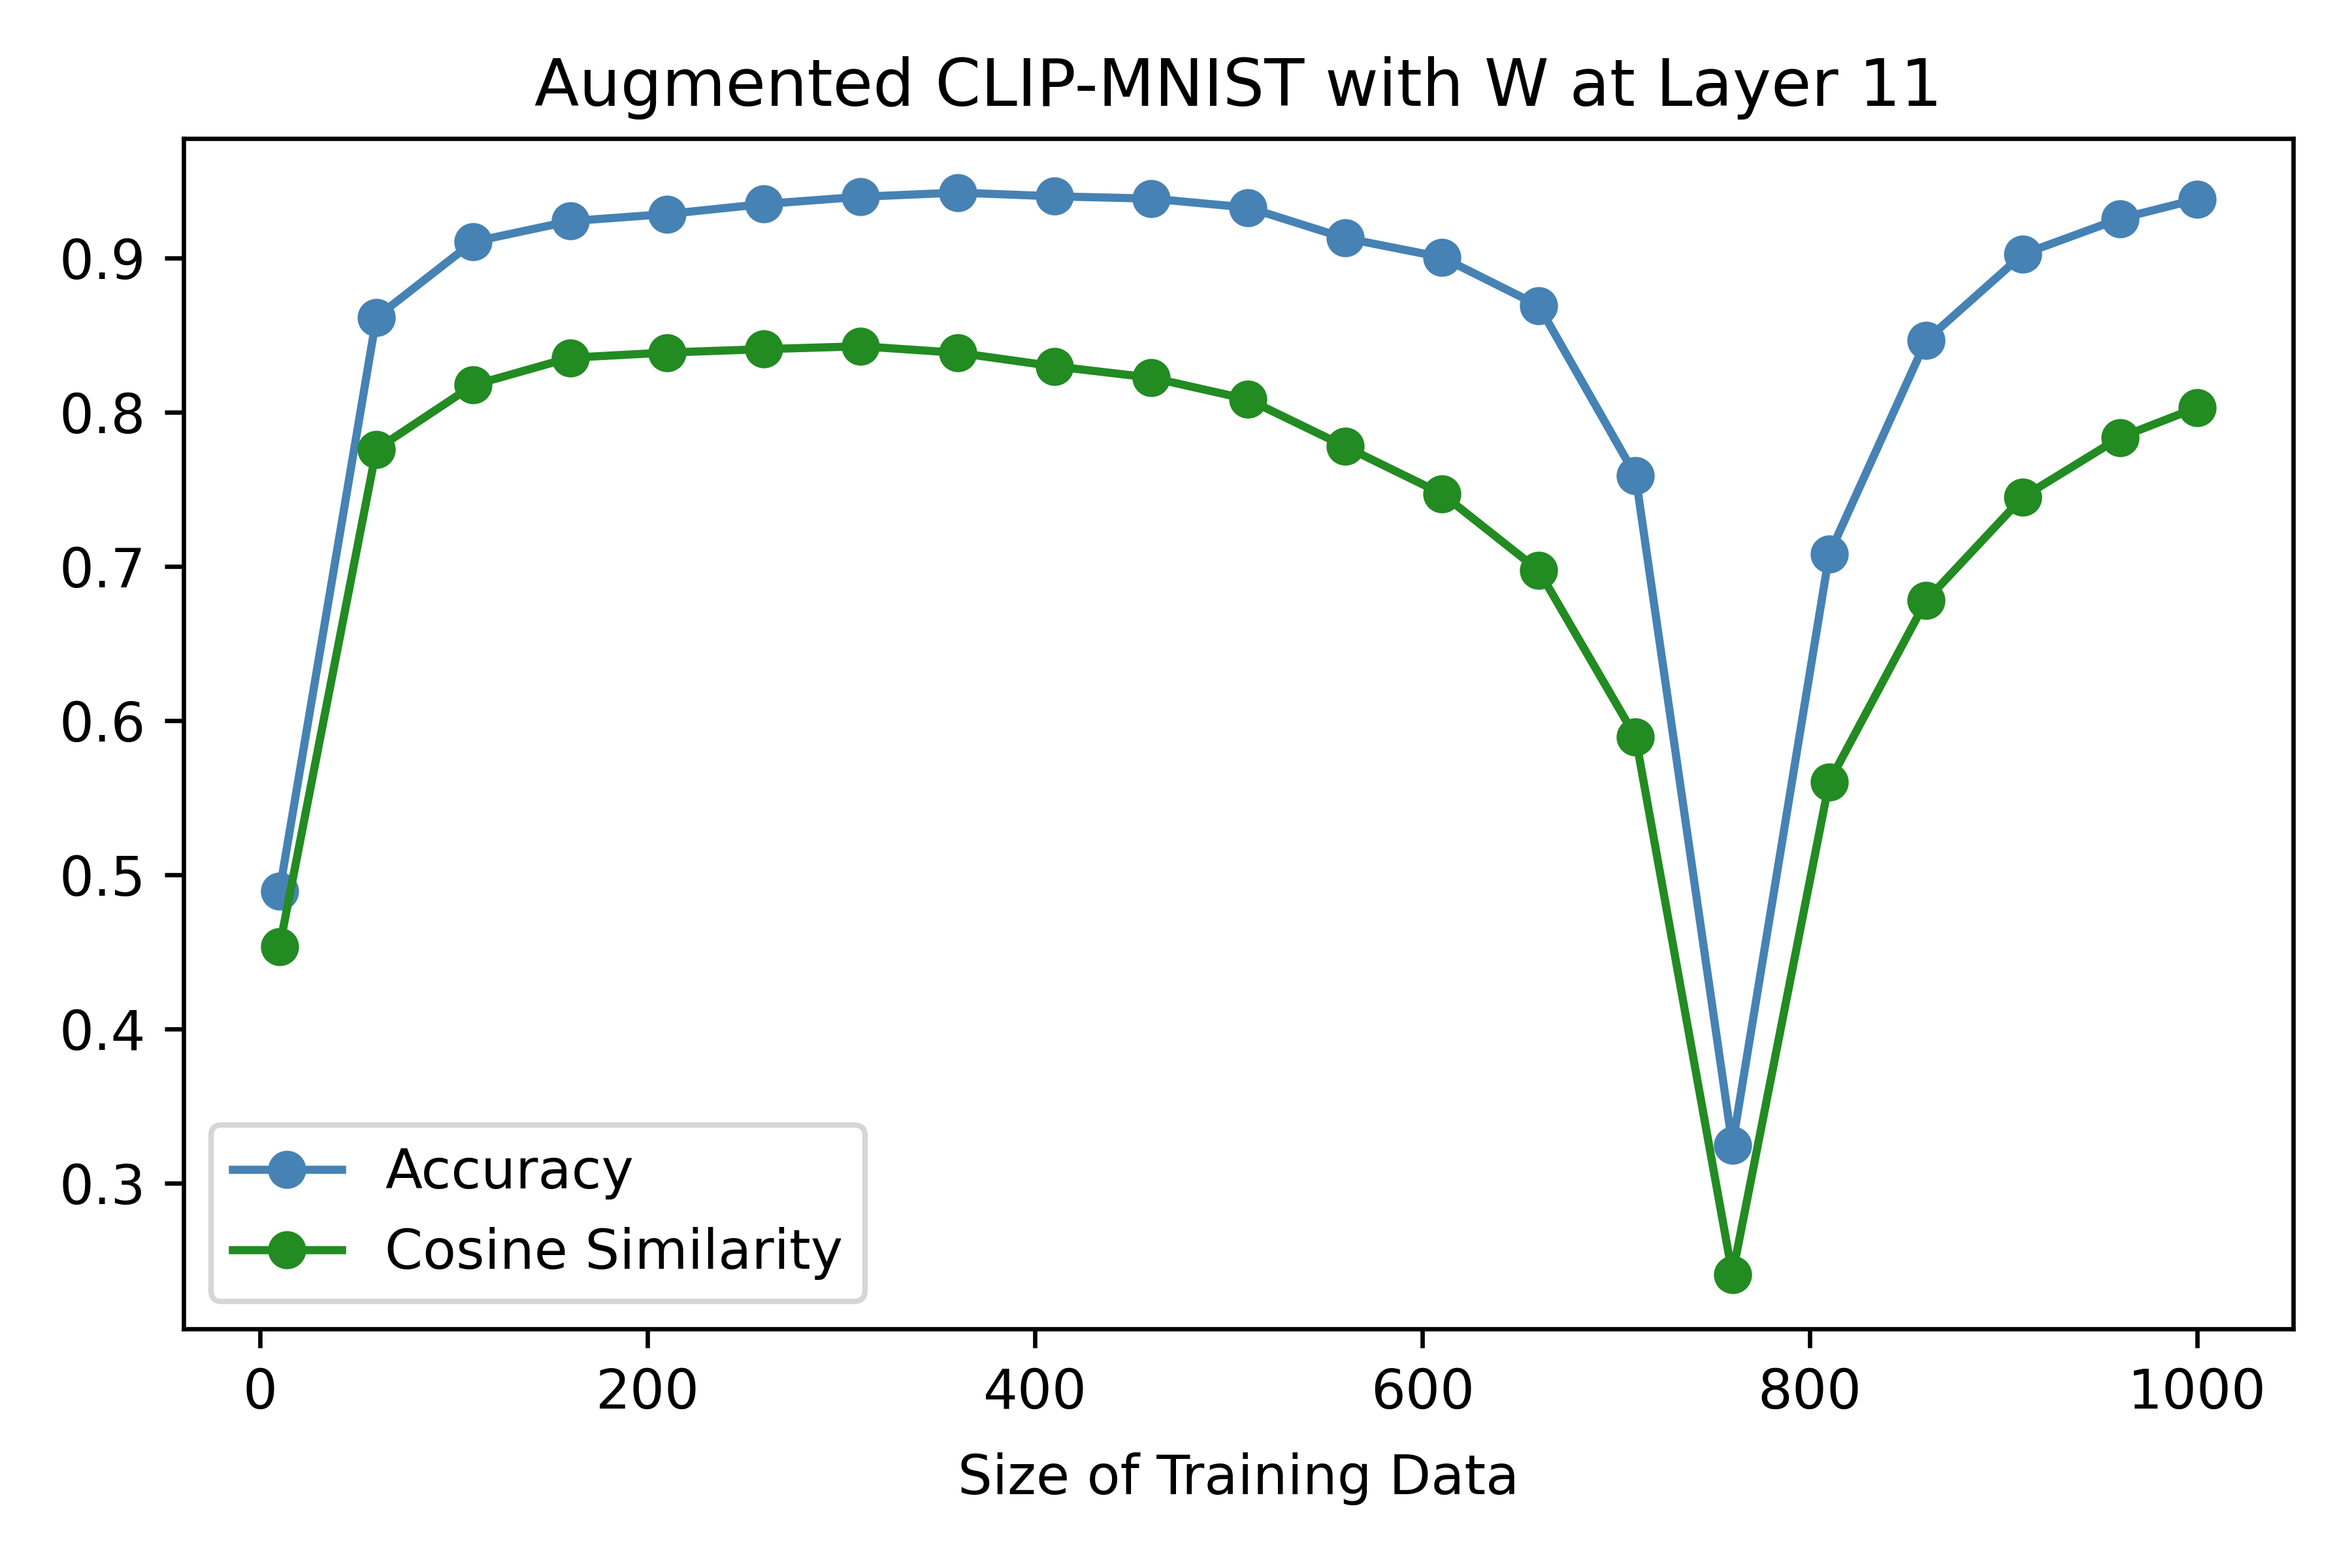 Augmented CLIP-MNIST with W at Layer 11
0.9
0.8
0.7
0.6
0.5
0.4
0.3
Accuracy
Cosine Similarity
0 200 400 600 800 1000
Size of Training Data